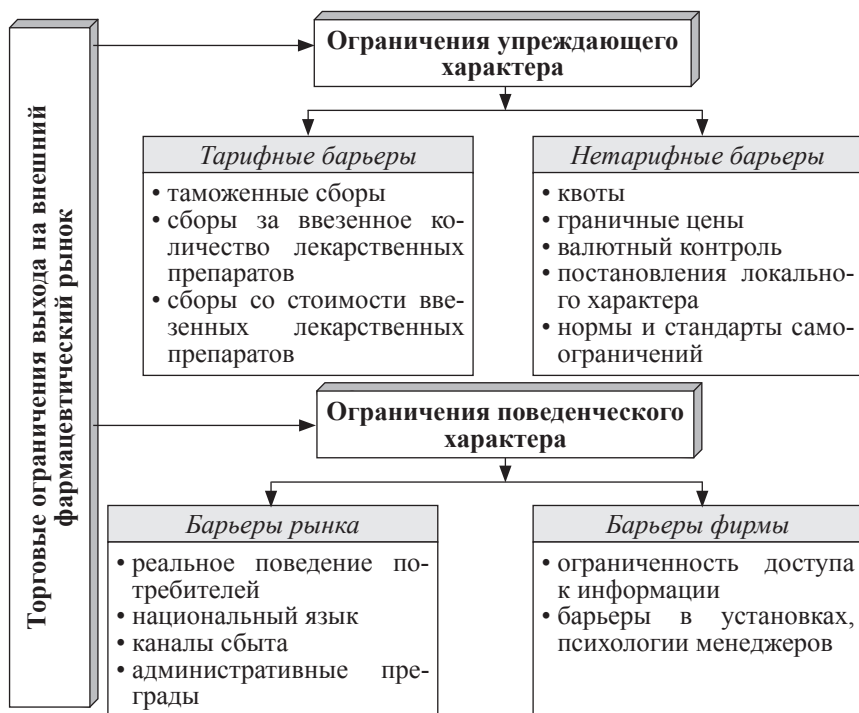 Торговые ограничения выхода на внешний
фармацевтический рынок
Ограничения упреждающего
характера
Тарифные барьеры
• таможенные сборы
• сборы за ввезенное ко-
личество лекарственных
препаратов
• сборы со стоимости вве-
зенных лекарственных
препаратов
Нетарифные барьеры
• квоты
• граничные цены
• валютный контроль
• постановления локально-
го характера
• нормы и стандарты само-
ограничений
Ограничения поведенческого
характера
Барьеры рынка
• реальное поведение по-
требителей
• национальный язык
• каналы сбыта
• административные пре-
грады
Барьеры фирмы
• ограниченность доступа
к информации
• барьеры в установках,
психологии менеджеров